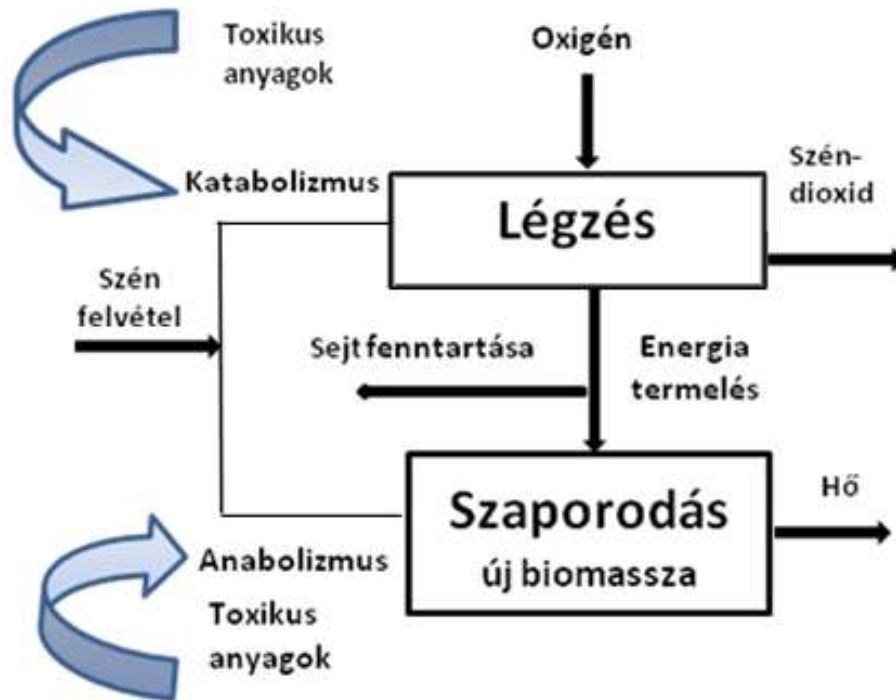 Toxikus
anyagok
Oxigén
Katabolizmus
Légzés
Szén-
dioxid
Szén
felvétel
Sejt fenntartása
Energia
termelés
Szaporodás
új biomassza
Hő
Anabolizmus
Toxikus
anyagok